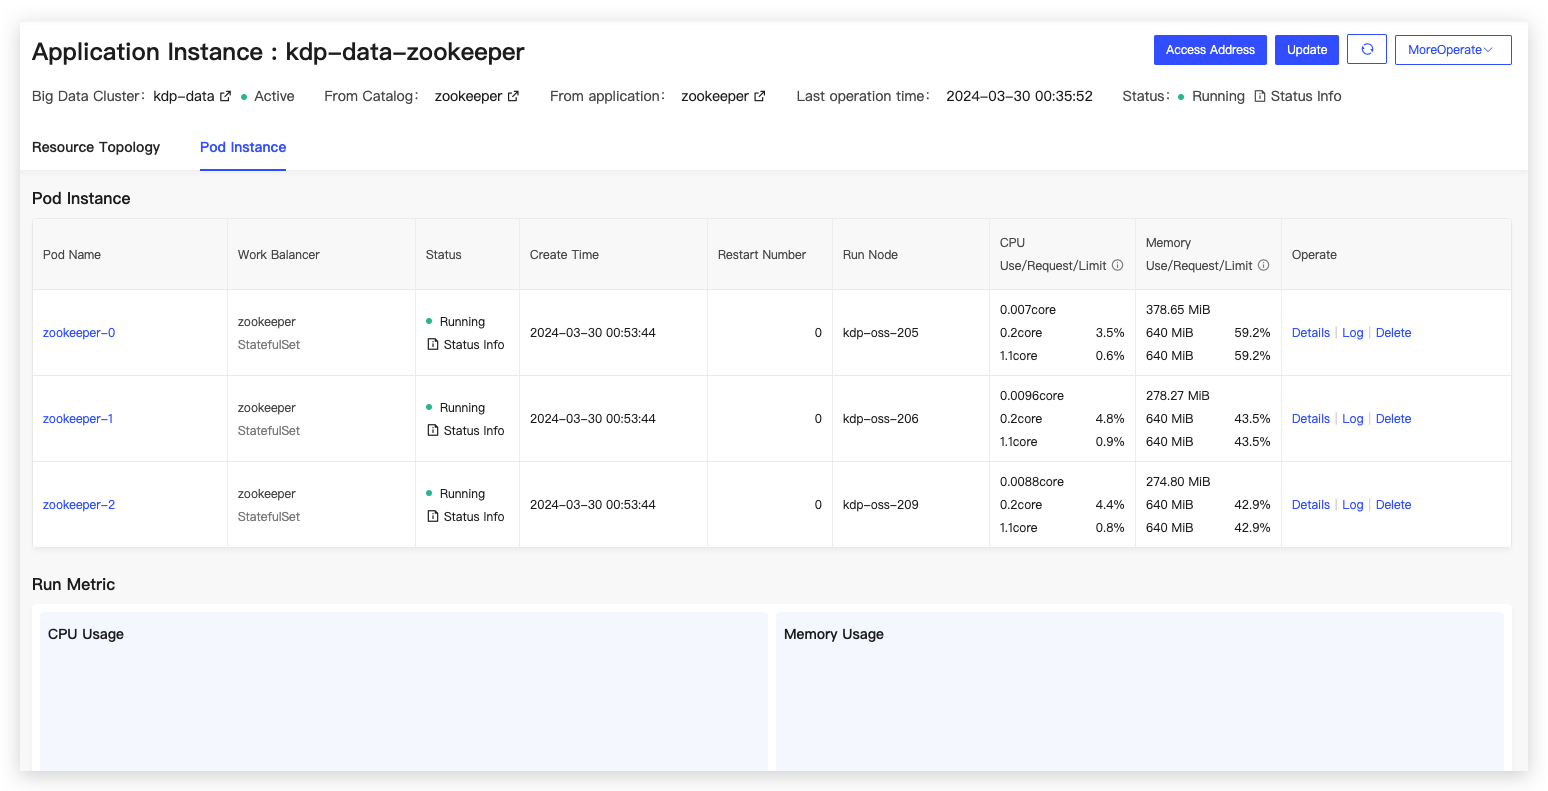 Application Instance : kdp-data-zookeeper
Access Address
Update
MoreOperate
Big Data Cluster: kdp-data Active From Catalog: zookeeper From application: zookeeper Last operation time: 2024-03-30 00:35:52 Status: Running Status Info
Resource Topology
Pod Instance
Pod Instance
Pod Name
Work Balancer
Status
Create Time
Restart Number
Run Node
CPU
Use/Request/Limit
Memory
Use/Request/Limit
Operate
zookeeper-0
zookeeper
StatefulSet
Running
Status Info
2024-03-30 00:53:44
0
kdp-oss-205
0.007core
0.2core 3.5%
1.1core 0.6%
378.65 MiB
640 MiB 59.2%
640 MiB 59.2%
Details | Log | Delete
zookeeper-1
zookeeper
StatefulSet
Running
Status Info
2024-03-30 00:53:44
0
kdp-oss-206
0.0096core
0.2core 4.8%
1.1core 0.9%
278.27 MiB
640 MiB 43.5%
640 MiB 43.5%
Details | Log | Delete
zookeeper-2
zookeeper
StatefulSet
Running
Status Info
2024-03-30 00:53:44
0
kdp-oss-209
0.0088core
0.2core 4.4%
1.1core 0.8%
274.80 MiB
640 MiB 42.9%
640 MiB 42.9%
Details | Log | Delete
Run Metric
CPU Usage
Memory Usage